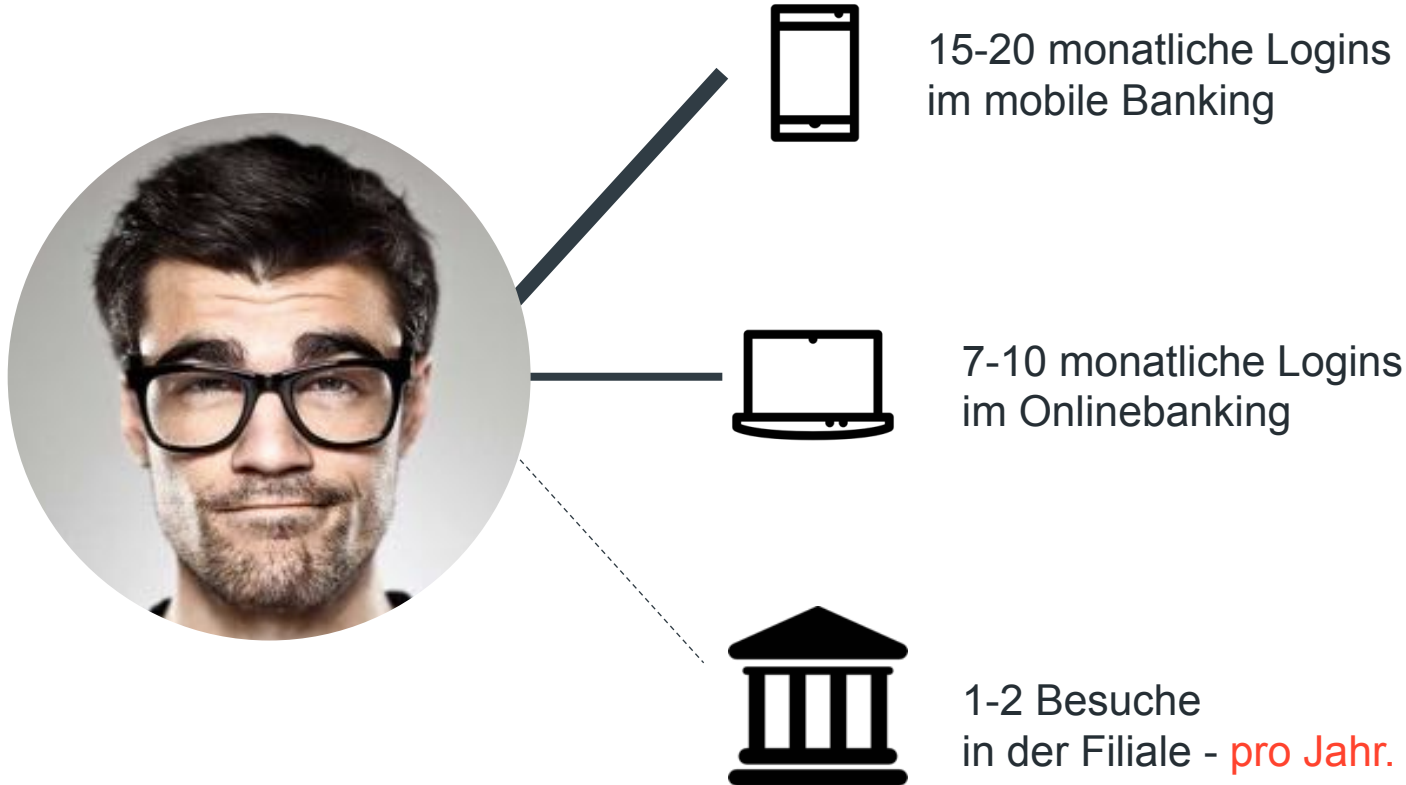 15-20 monatliche Logins
im mobile Banking
7-10 monatliche Logins
im Onlinebanking
1-2 Besuche
in der Filiale - pro Jahr.